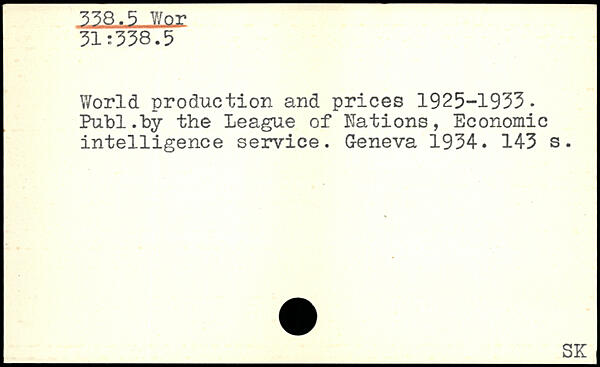 338.5 Wor
31:338.5
World production and prices 1925-1933.
Publ.by the League of Nations, Economic
intelligence service. Geneva 1934. 143 s.
SK